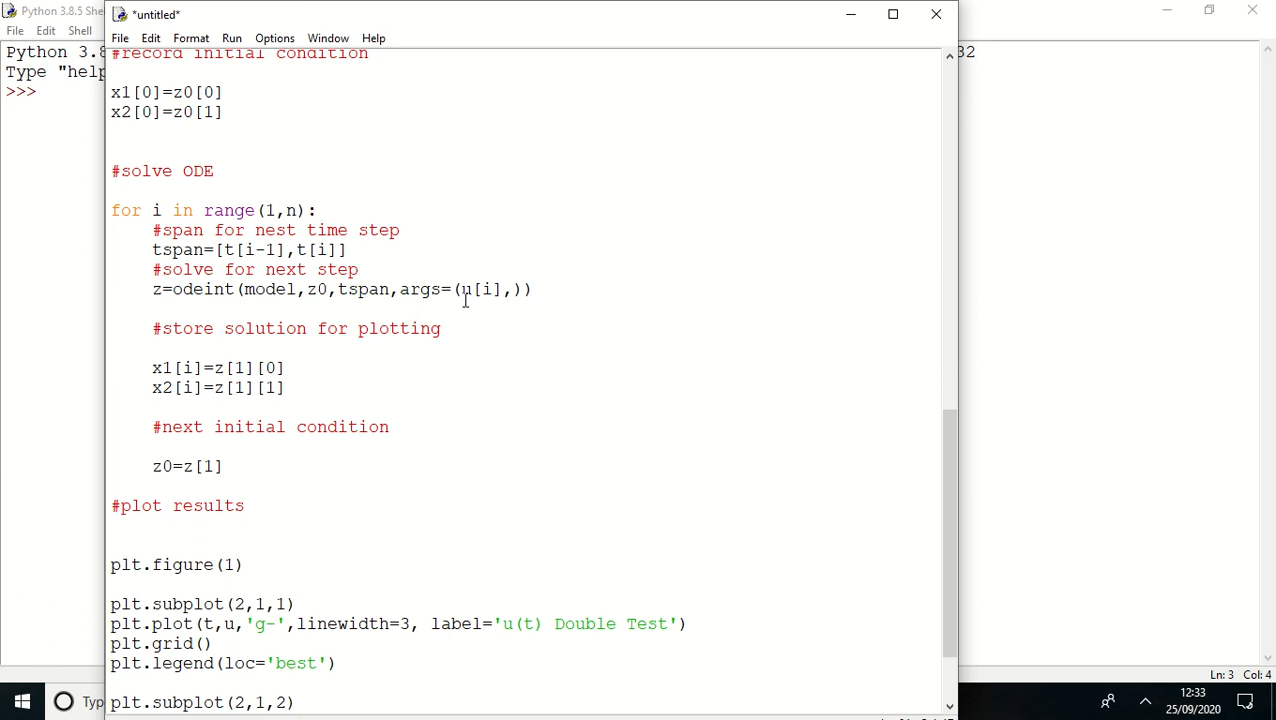 Python 3.8.5 She
*untitled*
File Edit Shell
File Edit Format Run Options Window Help
Python 3.8
32
Type "help
>>>
#record initial condition
x1[0]=z0[0]
x2[0]=z0[1]
#solve ODE
for i in range(1,n):
#span for nest time step
tspan=[t[i-1],t[i]]
#solve for next step
z=odeint(model,z0,tspan,args=(u[i],))
#store solution for plotting
x1[i]=z[1][0]
x2[i]=z[1][1]
#next initial condition
z0=z[1]
#plot results
plt.figure(1)
plt.subplot(2,1,1)
plt.plot(t,u,'g-',linewidth=3, label='u(t) Double Test')
plt.grid()
plt.legend(loc='best')
plt.subplot(2,1,2)
Ln: 3 Col: 4
Typ
12:33
25/09/2020